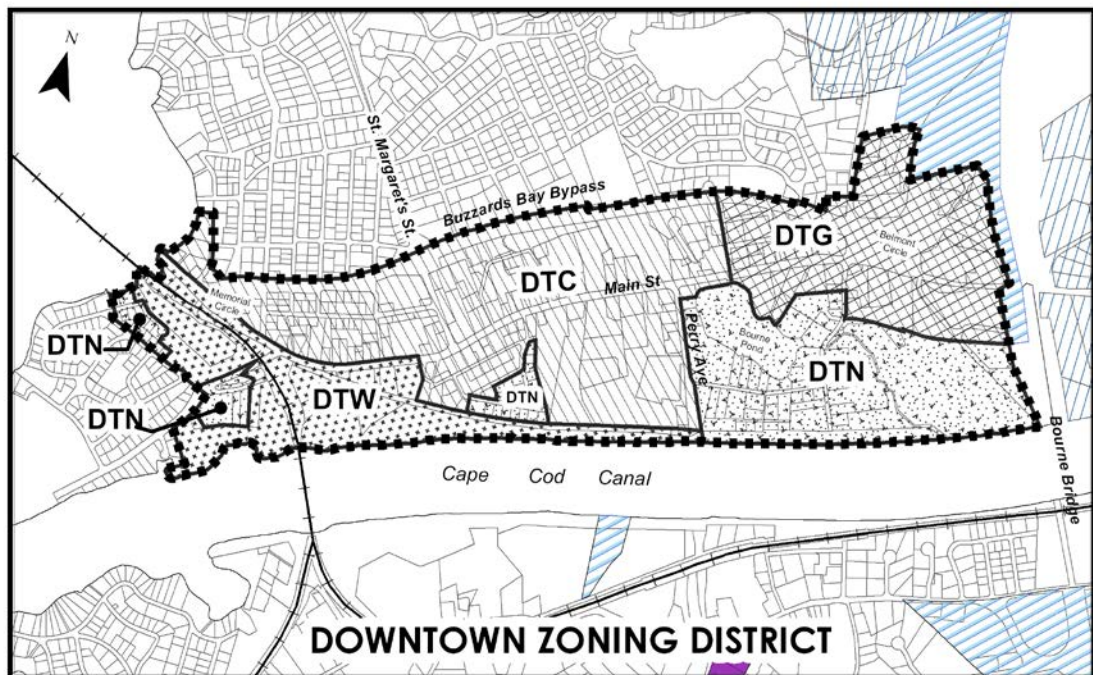 N
St. Margaret's St.
Buzzards Bay Bypass
DTG
Belmont
Circle
DTC
Main St
Memorial
Circle
Perry Ave
Bourne
Pond
DTN
DTN
DTN
DTW
DTN
Cape Cod Canal
Bourne Bridge
DOWNTOWN ZONING DISTRICT